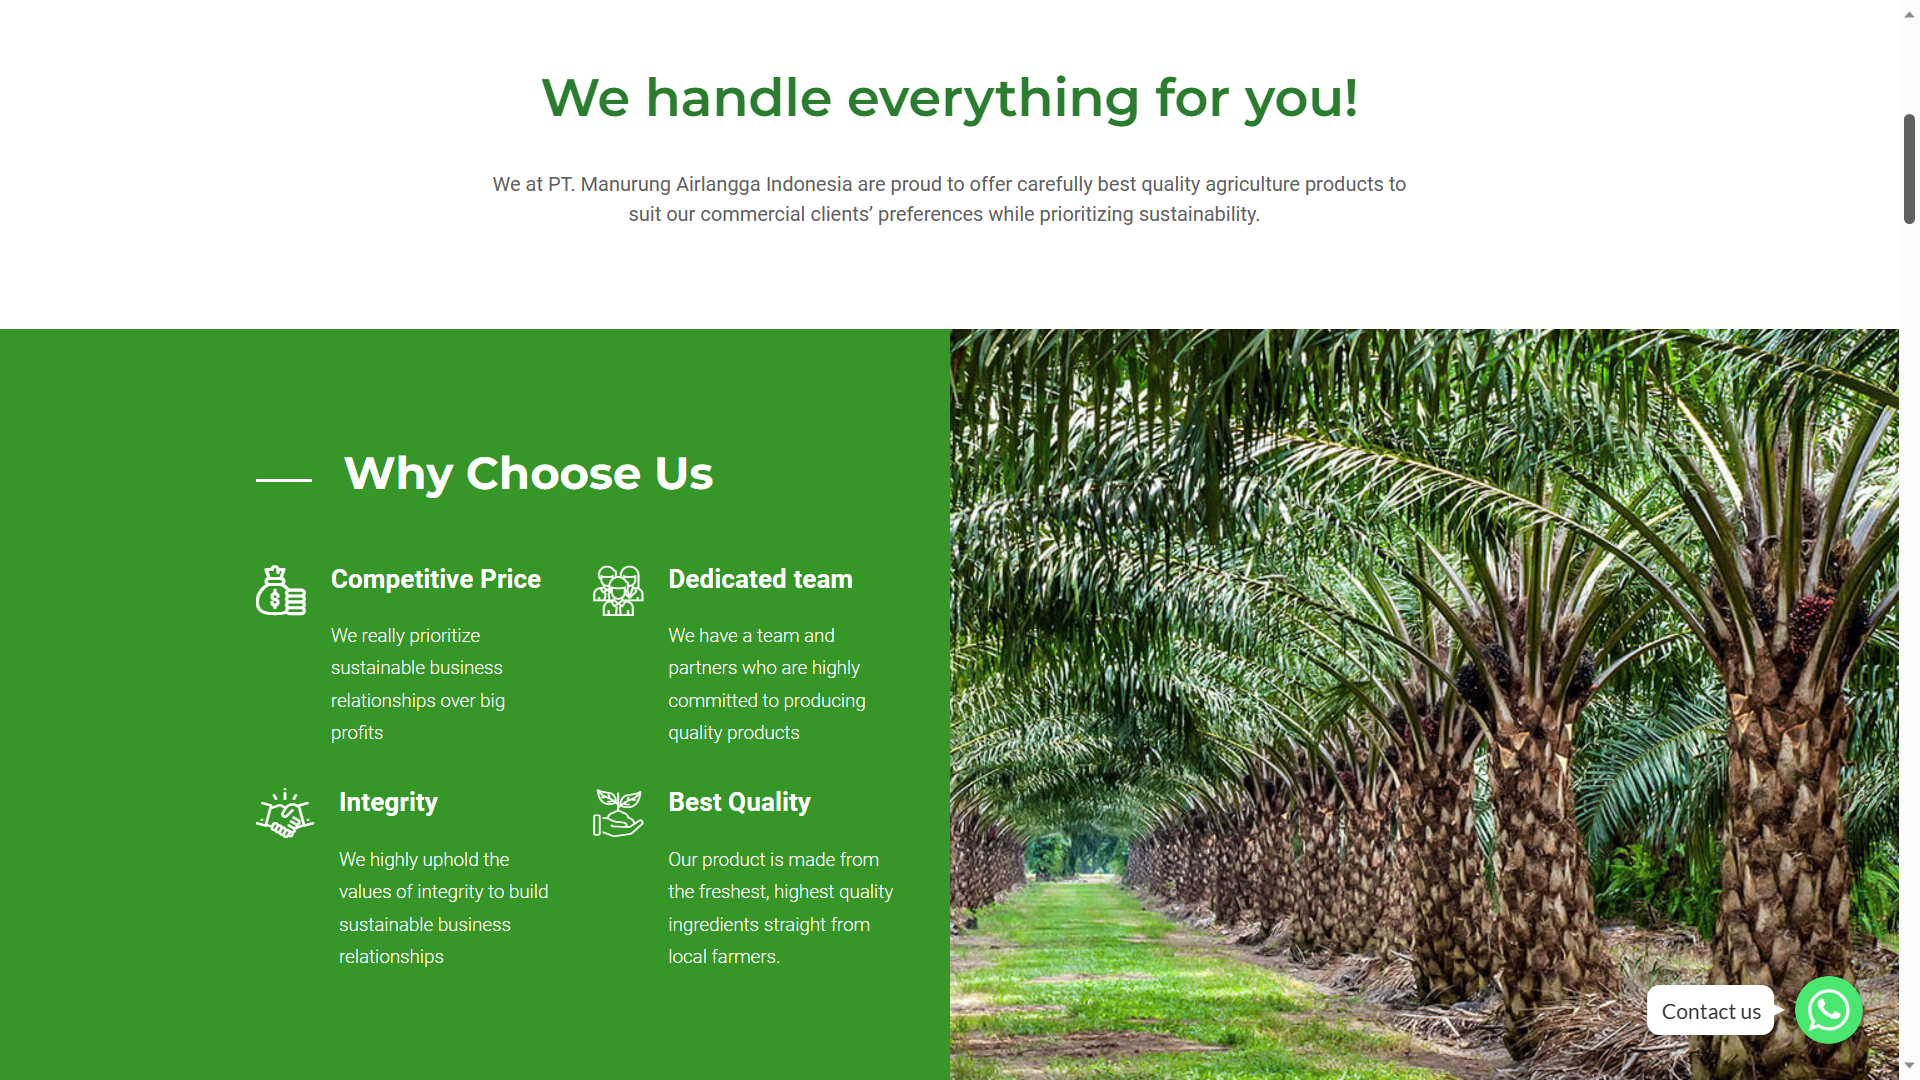 We handle everything for you!
We at PT. Manurung Airlangga Indonesia are proud to offer carefully best quality agriculture products to
suit our commercial clients’ preferences while prioritizing sustainability.
Why Choose Us
Competitive Price
We really prioritize
sustainable business
relationships over big
profits
Dedicated team
We have a team and
partners who are highly
committed to producing
quality products
Integrity
We highly uphold the
values of integrity to build
sustainable business
relationships
Best Quality
Our product is made from
the freshest, highest quality
ingredients straight from
local farmers.
Contact us